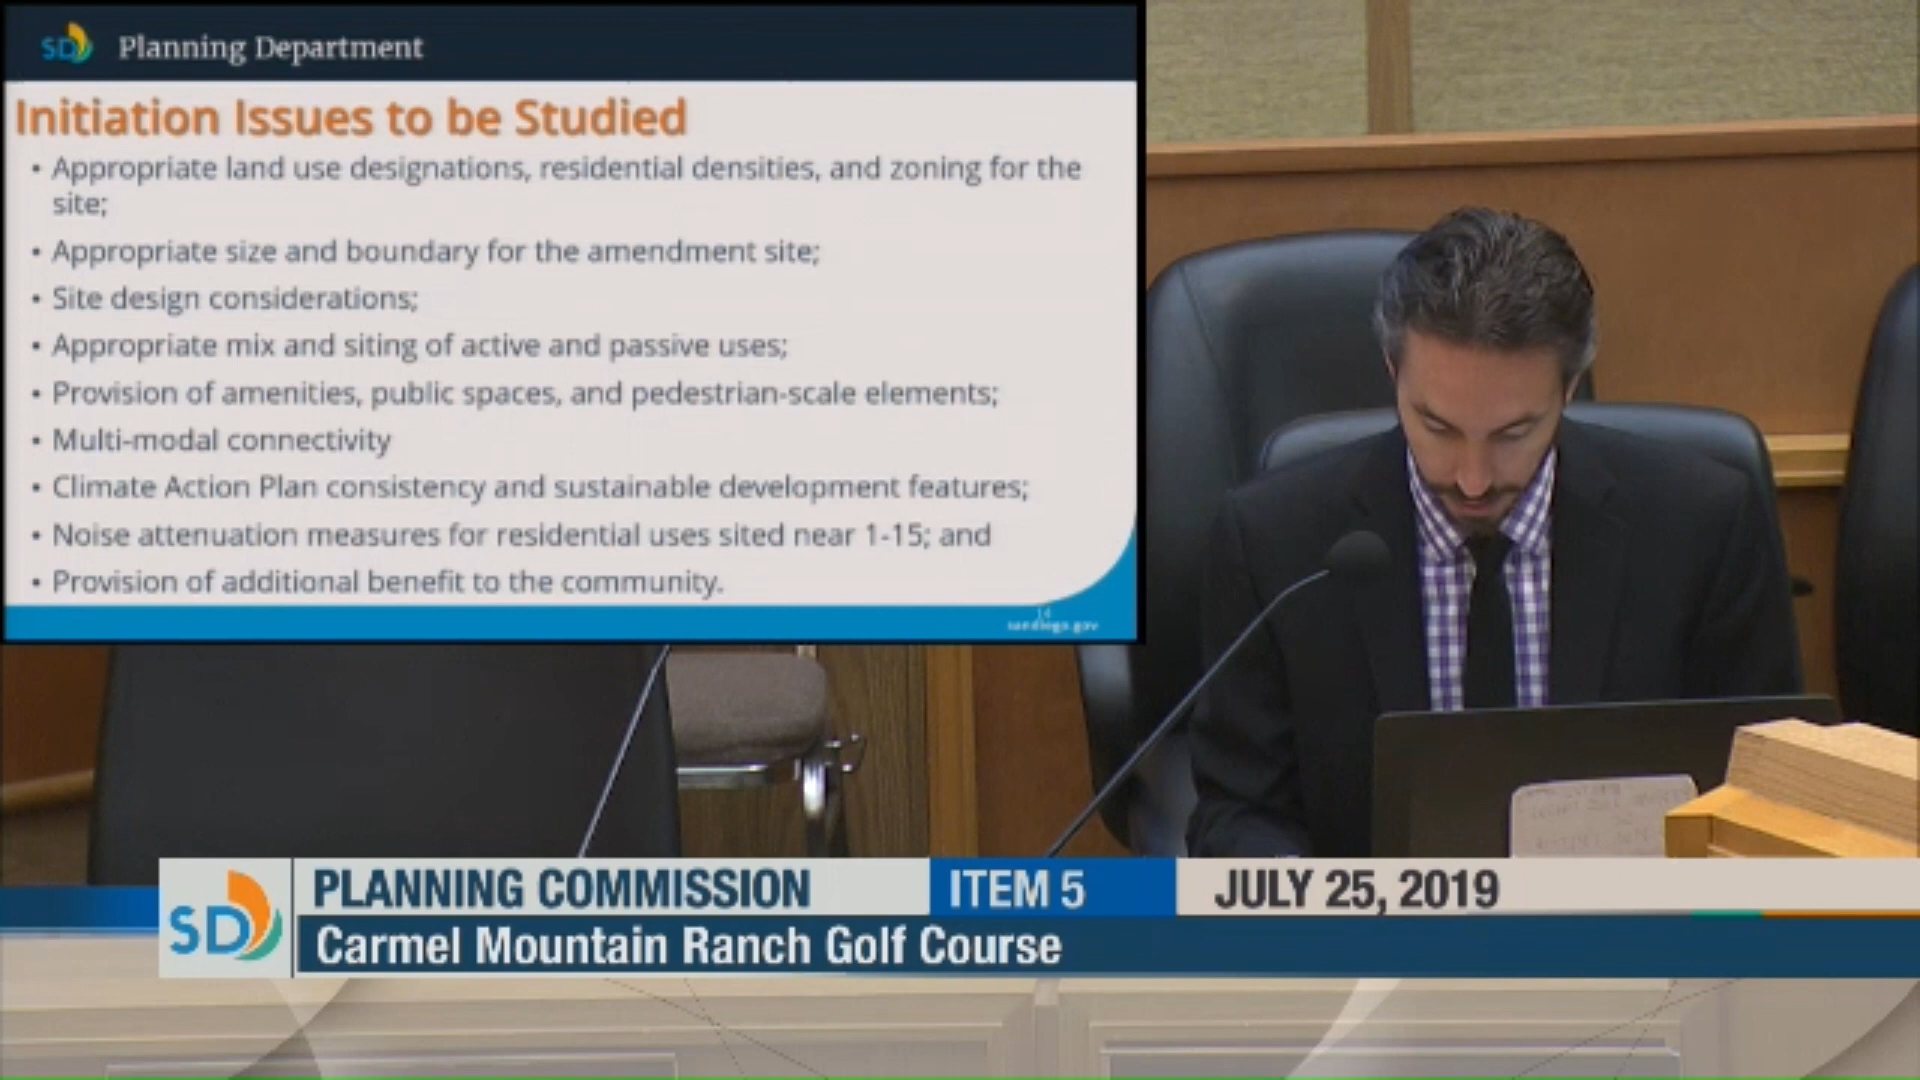 SD Planning Department
Initiation Issues to be Studied
• Appropriate land use designations, residential densities, and zoning for the
site;
• Appropriate size and boundary for the amendment site;
• Site design considerations;
• Appropriate mix and siting of active and passive uses;
• Provision of amenities, public spaces, and pedestrian-scale elements;
• Multi-modal connectivity
• Climate Action Plan consistency and sustainable development features;
• Noise attenuation measures for residential uses sited near 1-15; and
• Provision of additional benefit to the community.
14
sandiego.gov
SD
PLANNING COMMISSION ITEM 5 JULY 25, 2019
Carmel Mountain Ranch Golf Course